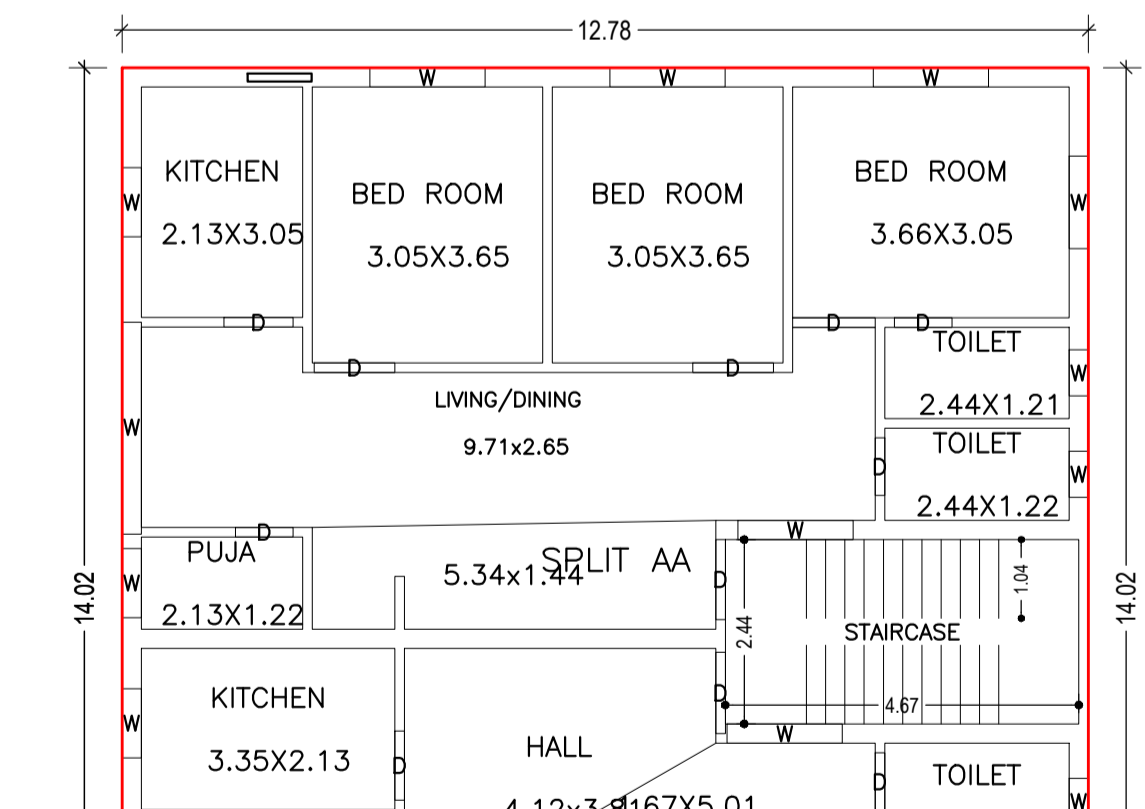 12.78
W
W
W
KITCHEN
2.13X3.05
BED ROOM
3.05X3.65
BED ROOM
3.05X3.65
BED ROOM
3.66X3.05
W
W
D
D
D
D
D
TOILET
2.44X1.21
W
LIVING/DINING
9.71x2.65
W
TOILET
2.44X1.22
D
W
D
PUJA
2.13X1.22
W
SPLIT AA
5.34x1.44
W
D
14.02
14.02
2.44
1.04
STAIRCASE
4.67
KITCHEN
3.35X2.13
W
D
D
HALL
W
D
TOILET
W